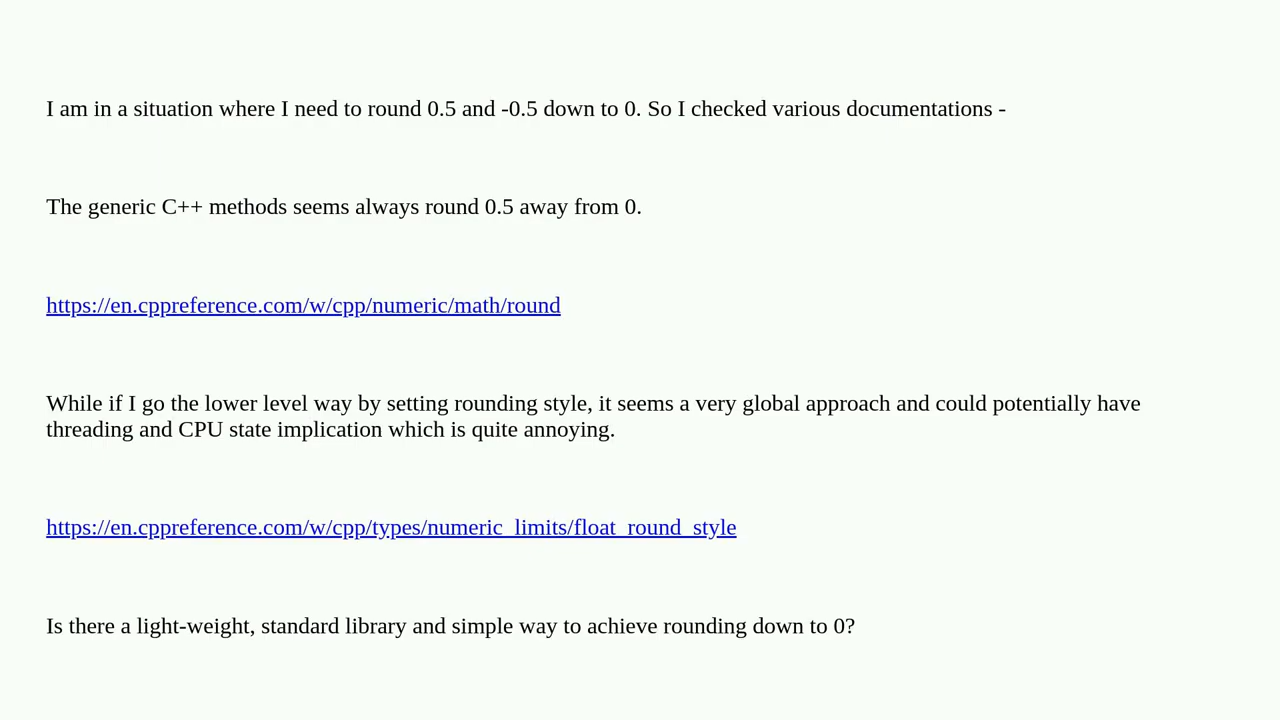 I am in a situation where I need to round 0.5 and -0.5 down to 0. So I checked various documentations -
The generic C++ methods seems always round 0.5 away from 0.
https://en.cppreference.com/w/cpp/numeric/math/round
While if I go the lower level way by setting rounding style, it seems a very global approach and could potentially have
threading and CPU state implication which is quite annoying.
https://en.cppreference.com/w/cpp/types/numeric_limits/float_round_style
Is there a light-weight, standard library and simple way to achieve rounding down to 0?